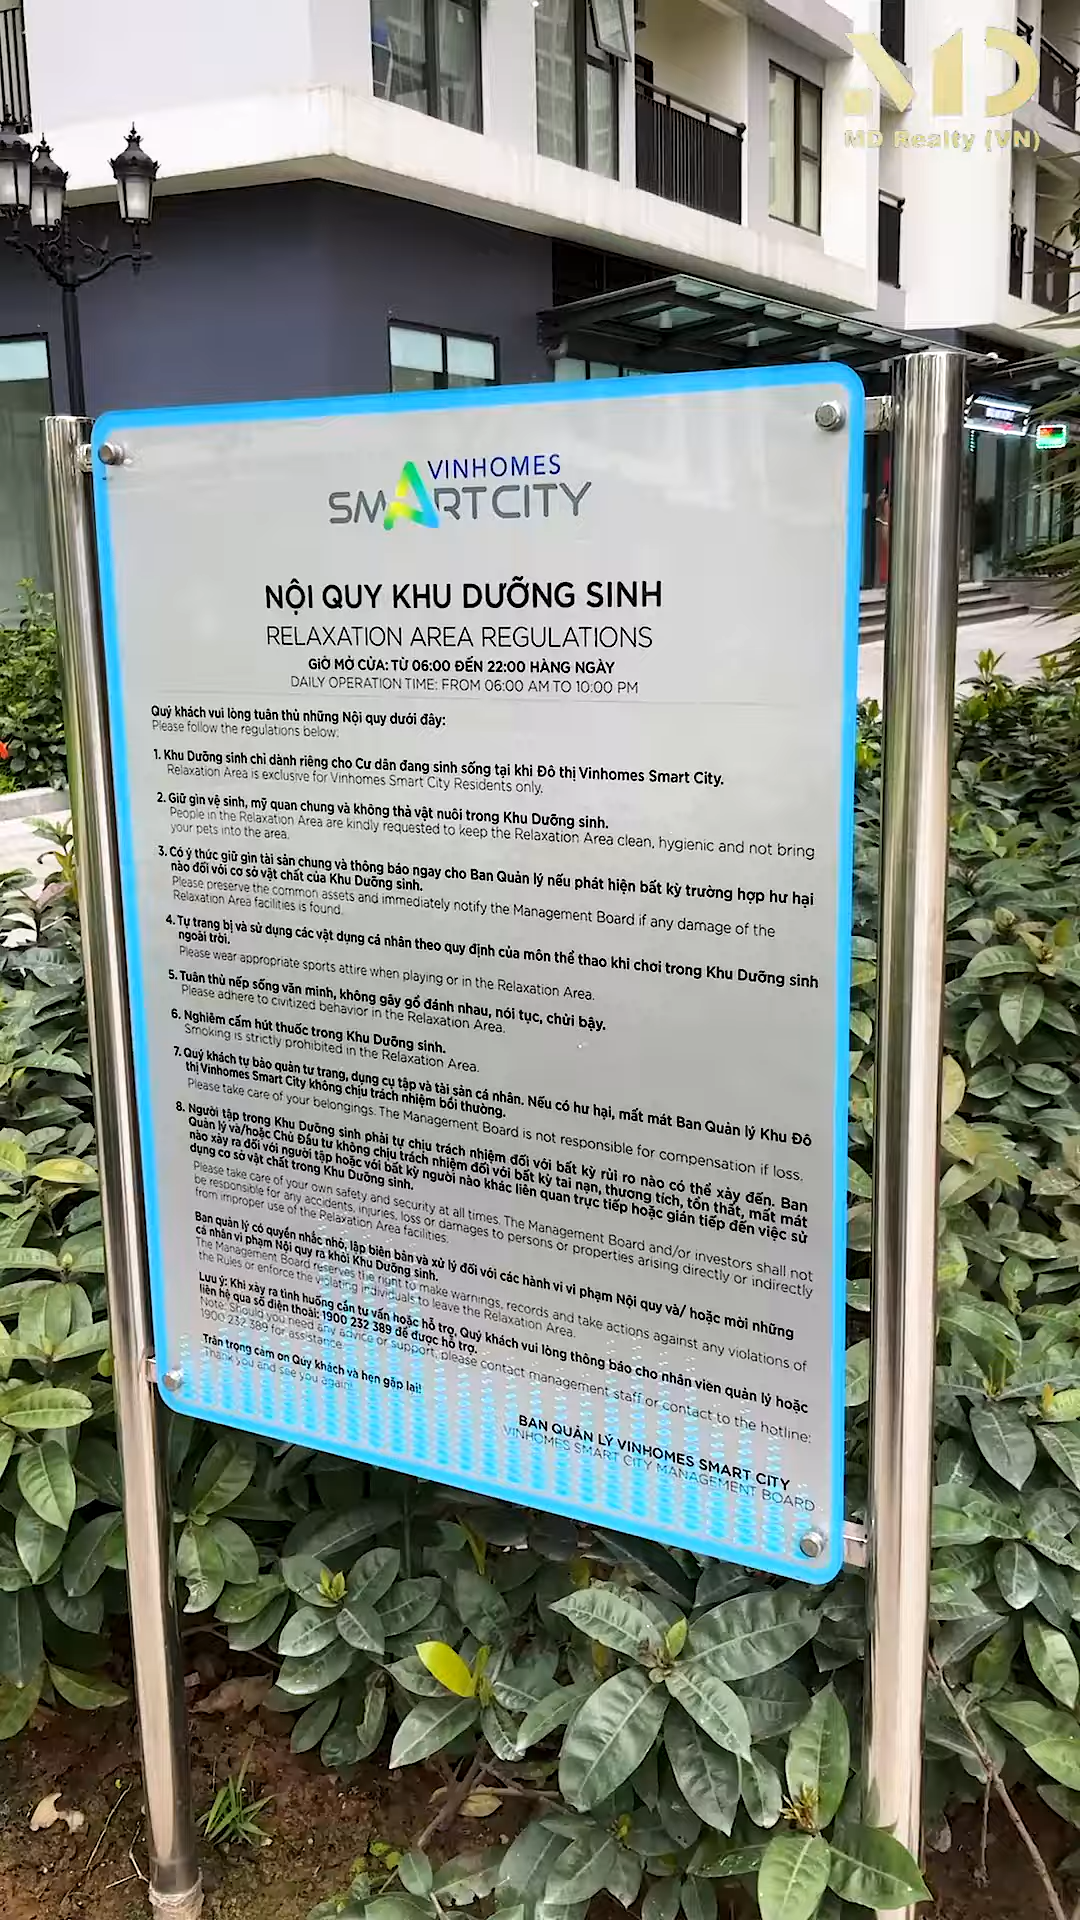 MD
MD Realty (VN)
VINHOMES
SMARTCITY
NỘI QUY KHU DƯỠNG SINH
RELAXATION AREA REGULATIONS
GIỜ MỞ CỬA: TỪ 06:00 ĐẾN 22:00 HÀNG NGÀY
DAILY OPERATION TIME: FROM 06:00 AM TO 10:00 PM
Quý khách vui lòng tuân thủ những Nội quy dưới đây:
Please follow the regulations below:
1. Khu Dưỡng sinh chỉ dành riêng cho Cư dân đang sinh sống tại khi Đô thị Vinhomes Smart City.
Relaxation Area is exclusive for Vinhomes Smart City Residents only.
2. Giữ gìn vệ sinh, mỹ quan chung và không thả vật nuôi trong Khu Dưỡng sinh.
People in the Relaxation Area are kindly requested to keep the Relaxation Area clean, hygienic and not bring
your pets into the area.
3. Có ý thức giữ gìn tài sản chung và thông báo ngay cho Ban Quản lý nếu phát hiện bất kỳ trường hợp hư hại
nào đối với cơ sở vật chất của Khu Dưỡng sinh.
Please preserve the common assets and immediately notify the Management Board if any damage of the
Relaxation Area facilities is found.
4. Tự trang bị và sử dụng các vật dụng cá nhân theo quy định của môn thể thao khi chơi trong Khu Dưỡng sinh
ngoài trời.
Please wear appropriate sports attire when playing or in the Relaxation Area.
5. Tuân thủ nếp sống văn minh, không gây gổ đánh nhau, nói tục, chửi bậy.
Please adhere to civitized behavior in the Relaxation Area.
6. Nghiêm cấm hút thuốc trong Khu Dưỡng sinh.
Smoking is strictly prohibited in the Relaxation Area.
7. Quý khách tự bảo quản tư trang, dụng cụ tập và tài sản cá nhân. Nếu có hư hại, mất mát Ban Quản lý Khu Đô
thị Vinhomes Smart City không chịu trách nhiệm bồi thường.
Please take care of your belongings. The Management Board is not responsible for compensation if loss.
8. Người tập trong Khu Dưỡng sinh phải tự chịu trách nhiệm đối với bất kỳ rủi ro nào có thể xảy đến. Ban
Quản lý và/hoặc Chủ Đầu tư không chịu trách nhiệm đối với bất kỳ tai nạn, thương tích, tổn thất, mất mát
nào xảy ra đối với người tập hoặc với bất kỳ người nào khác liên quan trực tiếp hoặc gián tiếp đến việc sử
dụng cơ sở vật chất trong Khu Dưỡng sinh.
Please take care of your own safety and security at all times. The Management Board and/or investors shall not
be responsible for any accidents, injuries, loss or damages to persons or properties arising directly or indirectly
from improper use of the Relaxation Area facilities.
Ban quản lý có quyền nhắc nhở, lập biên bản và xử lý đối với các hành vi vi phạm Nội quy và/ hoặc mời những
cá nhân vi phạm Nội quy ra khỏi Khu Dưỡng sinh.
The Management Board reserves the right to make warnings, records and take actions against any violations of
the Rules or enforce the violating individuals to leave the Relaxation Area.
Lưu ý: Khi xảy ra tình huống cần tư vấn hoặc hỗ trợ, Quý khách vui lòng thông báo cho nhân viên quản lý hoặc
liên hệ qua số điện thoại: 1900 232 389 để được hỗ trợ.
Note: Should you need any advice or support, please contact management staff or contact to the hotline:
1900 232 389 for assistance.
Trân trọng cảm ơn Qúy khách và hẹn gặp lại!
Thank you and see you again!
BAN QUẢN LÝ VINHOMES SMART CITY
VINHOMES SMART CITY MANAGEMENT BOARD